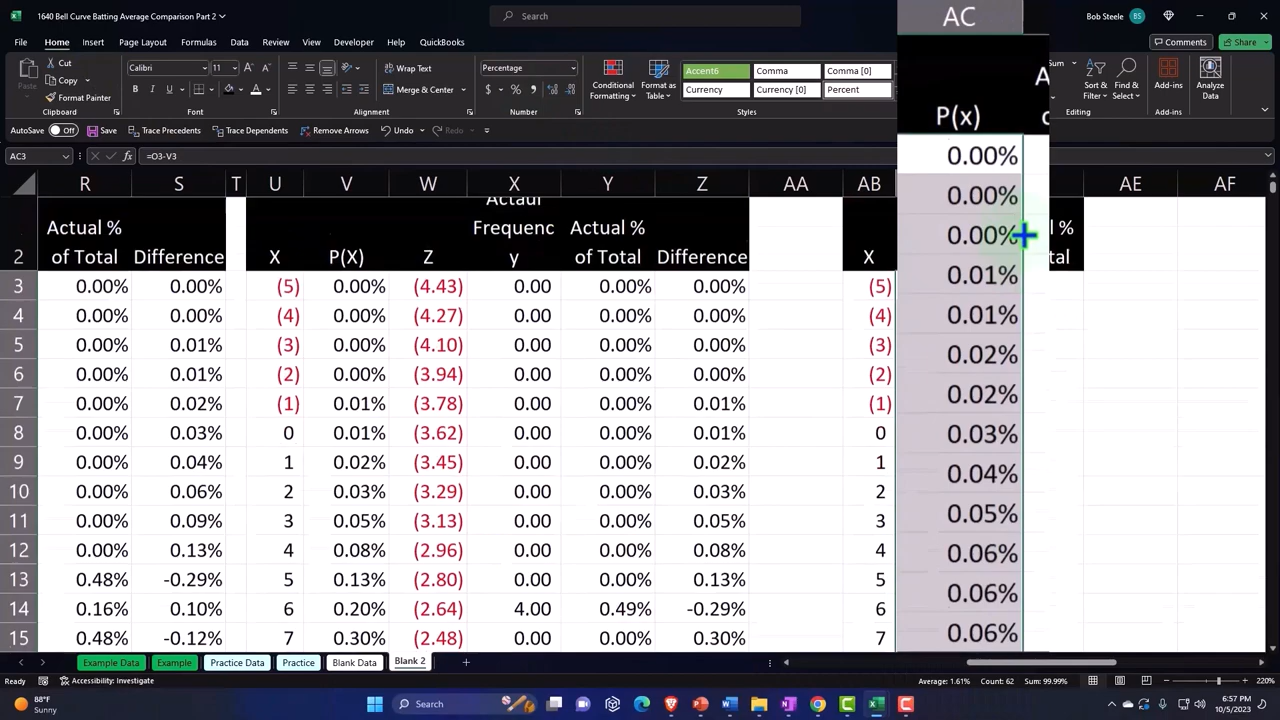 1640 Bell Curve Batting Average Comparison Part 2
Search
Bob Steele BS
File Home Insert Page Layout Formulas Data Review View Developer Help QuickBooks
Comments Share
Cut
Copy
Format Painter
Clipboard
Calibri 11
Font
Wrap Text
Merge & Center
Alignment
Percentage
Number
Conditional Formatting
Format as Table
Accent6 Comma Comma [0]
Currency Currency [0] Percent
Styles
Sum
Sort & Filter
Find & Select
Editing
Add-ins
Add-ins
Analyze Data
AutoSave Off Save Trace Precedents Trace Dependents Remove Arrows Undo Redo
AC3 fx =O3-V3
R S T U V W X Y Z AA AB AC AE AF
2 Actual % of Total Difference X P(X) Z Frequenc y Actual % of Total Difference X P(x)
3 0.00% 0.00% (5) 0.00% (4.43) 0.00 0.00% 0.00% (5) 0.00%
4 0.00% 0.00% (4) 0.00% (4.27) 0.00 0.00% 0.00% (4) 0.00%
5 0.00% 0.01% (3) 0.00% (4.10) 0.00 0.00% 0.00% (3) 0.00%
6 0.00% 0.01% (2) 0.00% (3.94) 0.00 0.00% 0.00% (2) 0.01%
7 0.00% 0.02% (1) 0.01% (3.78) 0.00 0.00% 0.01% (1) 0.01%
8 0.00% 0.03% 0 0.01% (3.62) 0.00 0.00% 0.01% 0 0.02%
9 0.00% 0.04% 1 0.02% (3.45) 0.00 0.00% 0.02% 1 0.02%
10 0.00% 0.06% 2 0.03% (3.29) 0.00 0.00% 0.03% 2 0.03%
11 0.00% 0.09% 3 0.05% (3.13) 0.00 0.00% 0.05% 3 0.04%
12 0.00% 0.13% 4 0.08% (2.96) 0.00 0.00% 0.08% 4 0.05%
13 0.48% -0.29% 5 0.13% (2.80) 0.00 0.00% 0.13% 5 0.06%
14 0.16% 0.10% 6 0.20% (2.64) 4.00 0.49% -0.29% 6 0.06%
15 0.48% -0.12% 7 0.30% (2.48) 0.00 0.00% 0.30% 7 0.06%
Example Data Example Practice Data Practice Blank Data Blank 2
Ready Accessibility: Investigate Average: 1.61% Count: 62 Sum: 99.99% 220%
88°F
Sunny
Search
6:57 PM
10/5/2023